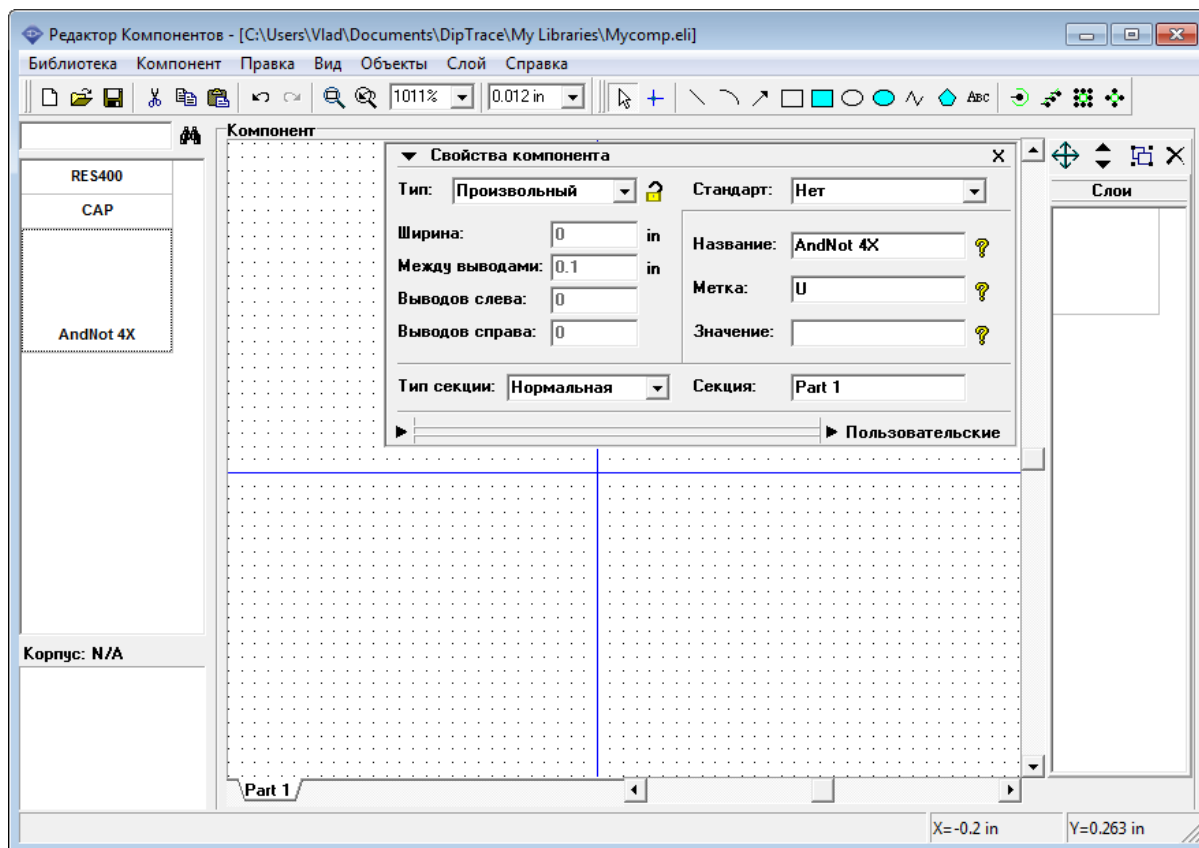 Редактор Компонентов - [C:\Users\Vlad\Documents\DipTrace\My Libraries\Mycomp.eli]
Библиотека Компонент Правка Вид Объекты Слой Справка
1011% 0.012 in ABC
Компонент
RES400
CAP
AndNot 4X
Свойства компонента
Тип: Произвольный Стандарт: Нет
Ширина: 0 in
Между выводами: 0.1 in
Выводов слева: 0
Выводов справа: 0
Название: AndNot 4X
Метка: U
Значение:
Тип секции: Нормальная Секция: Part 1
Пользовательские
Слои
Корпус: N/A
Part 1
X=-0.2 in Y=0.263 in